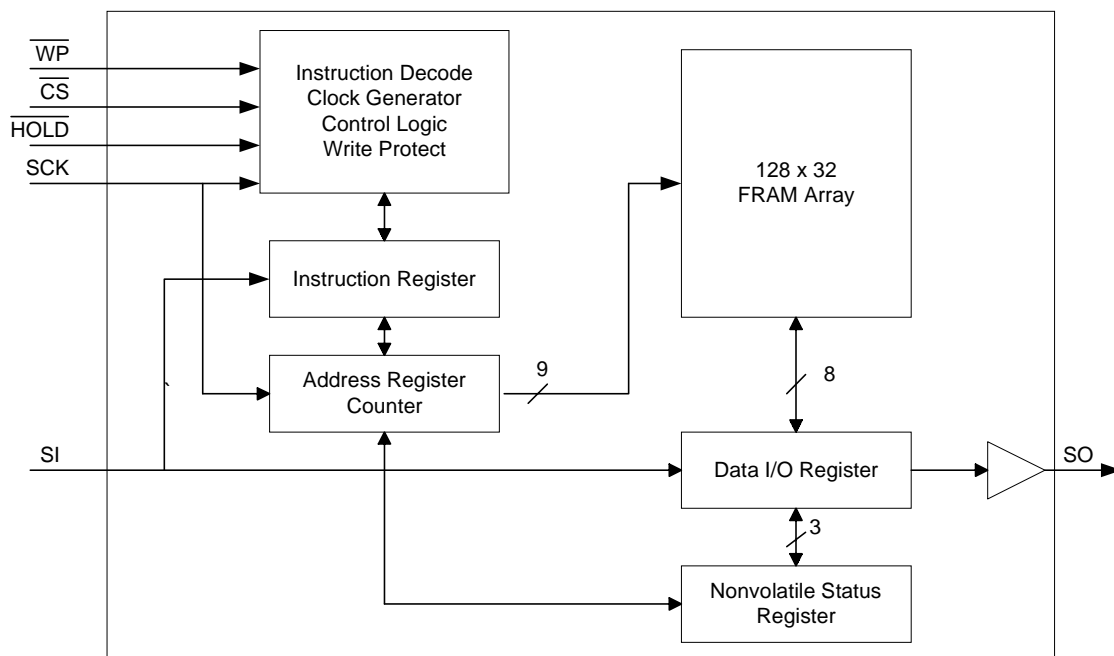 WP
CS
HOLD
SCK
Instruction Decode
Clock Generator
Control Logic
Write Protect
128 x 32
FRAM Array
Instruction Register
Address Register
Counter
9
8
SI
Data I/O Register
SO
3
Nonvolatile Status
Register